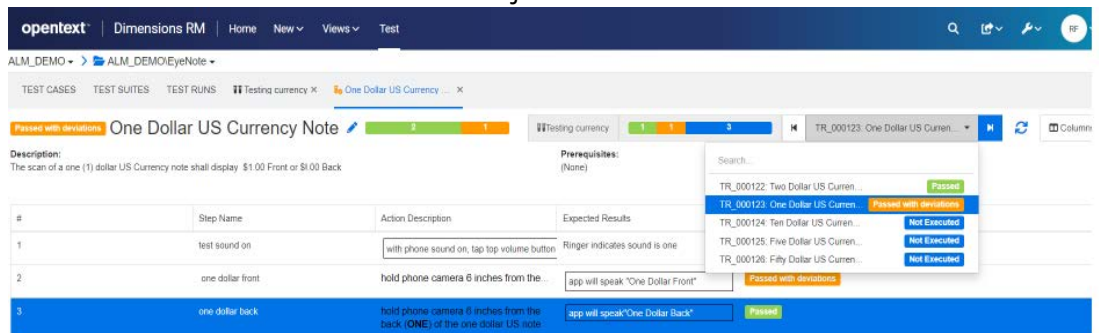 opentext™ | Dimensions RM | Home New Views Test RF
ALM_DEMO > ALM_DEMO\EyeNote
TEST CASES TEST SUITES TEST RUNS Testing currency × One Dollar US Currency ... ×
Passed with deviations One Dollar US Currency Note 2 1 Testing currency 1 1 3 TR_000123: One Dollar US Curren... Columns
Description: Prerequisites:
The scan of a one (1) dollar US Currency note shall display $1.00 Front or $1.00 Back (None)
Search...
TR_000122: Two Dollar US Curren... Passed
TR_000123: One Dollar US Curren... Passed with deviations
TR_000124: Ten Dollar US Curren... Not Executed
TR_000125: Five Dollar US Curren... Not Executed
TR_000126: Fifty Dollar US Curren... Not Executed
# Step Name Action Description Expected Results
1 test sound on with phone sound on, tap top volume button Ringer indicates sound is one
2 one dollar front hold phone camera 6 inches from the... app will speak "One Dollar Front" Passed with deviations
3 one dollar back hold phone camera 6 inches from the app will speak"One Dollar Back" Passed
back (ONE) of the one dollar US note